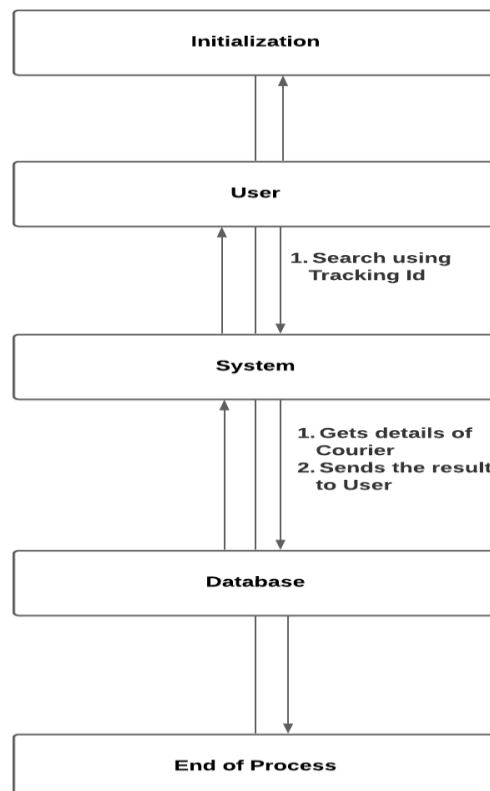 Initialization
User
1. Search using
Tracking Id
System
1. Gets details of
Courier
2. Sends the result
to User
Database
End of Process